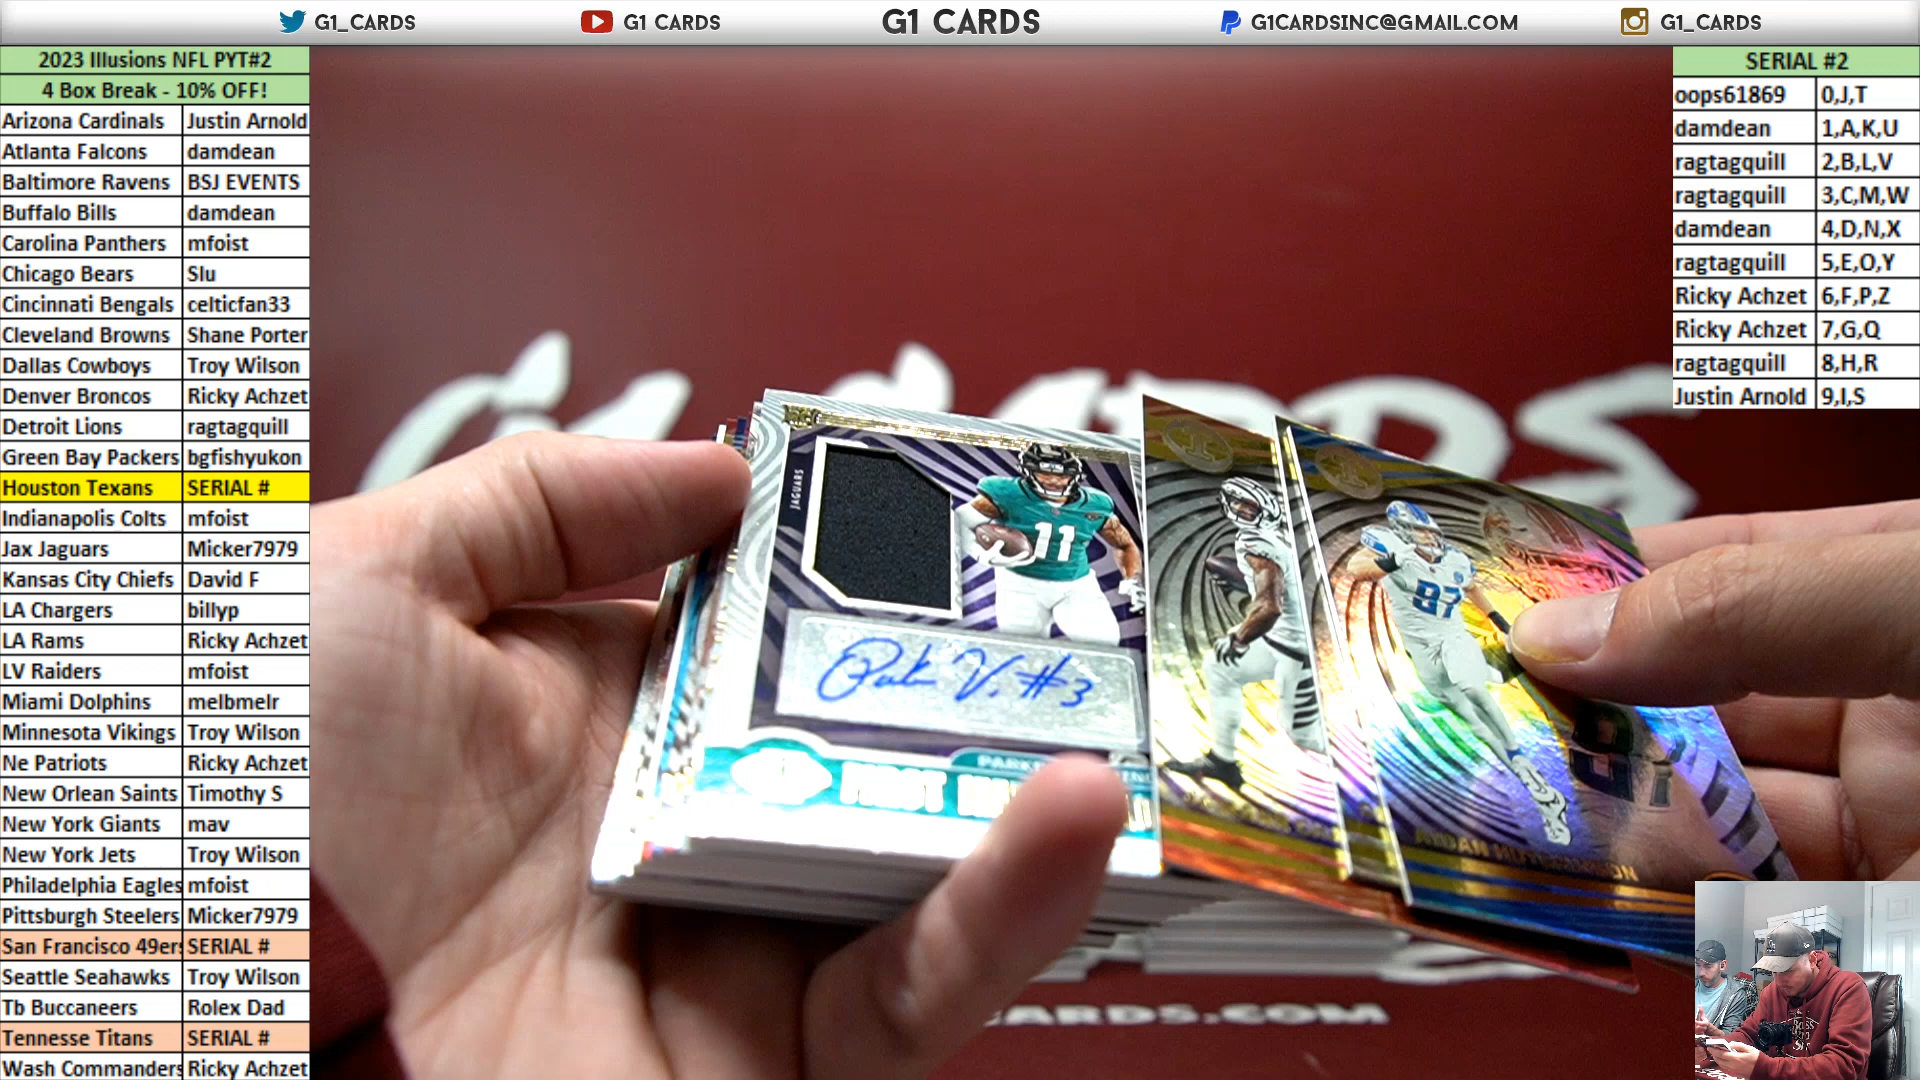 G1_CARDS
G1 CARDS
G1 CARDS
G1CARDSINC@GMAIL.COM
G1_CARDS
2023 Illusions NFL PYT#2
4 Box Break - 10% OFF!
Arizona Cardinals Justin Arnold
Atlanta Falcons damdean
Baltimore Ravens BSJ EVENTS
Buffalo Bills damdean
Carolina Panthers mfoist
Chicago Bears Slu
Cincinnati Bengals celticfan33
Cleveland Browns Shane Porter
Dallas Cowboys Troy Wilson
Denver Broncos Ricky Achzet
Detroit Lions ragtagquill
Green Bay Packers bgfishyukon
Houston Texans SERIAL #
Indianapolis Colts mfoist
Jax Jaguars Micker7979
Kansas City Chiefs David F
LA Chargers billyp
LA Rams Ricky Achzet
LV Raiders mfoist
Miami Dolphins melbmelr
Minnesota Vikings Troy Wilson
Ne Patriots Ricky Achzet
New Orlean Saints Timothy S
New York Giants mav
New York Jets Troy Wilson
Philadelphia Eagles mfoist
Pittsburgh Steelers Micker7979
San Francisco 49ers SERIAL #
Seattle Seahawks Troy Wilson
Tb Buccaneers Rolex Dad
Tennesse Titans SERIAL #
Wash Commanders Ricky Achzet
SERIAL #2
oops61869 0,J,T
damdean 1,A,K,U
ragtagquill 2,B,L,V
ragtagquill 3,C,M,W
damdean 4,D,N,X
ragtagquill 5,E,O,Y
Ricky Achzet 6,F,P,Z
Ricky Achzet 7,G,Q
ragtagquill 8,H,R
Justin Arnold 9,I,S
JAGUARS
11
97
#3
FIRST
AIDAN HUTCHINSON
CARDS.COM